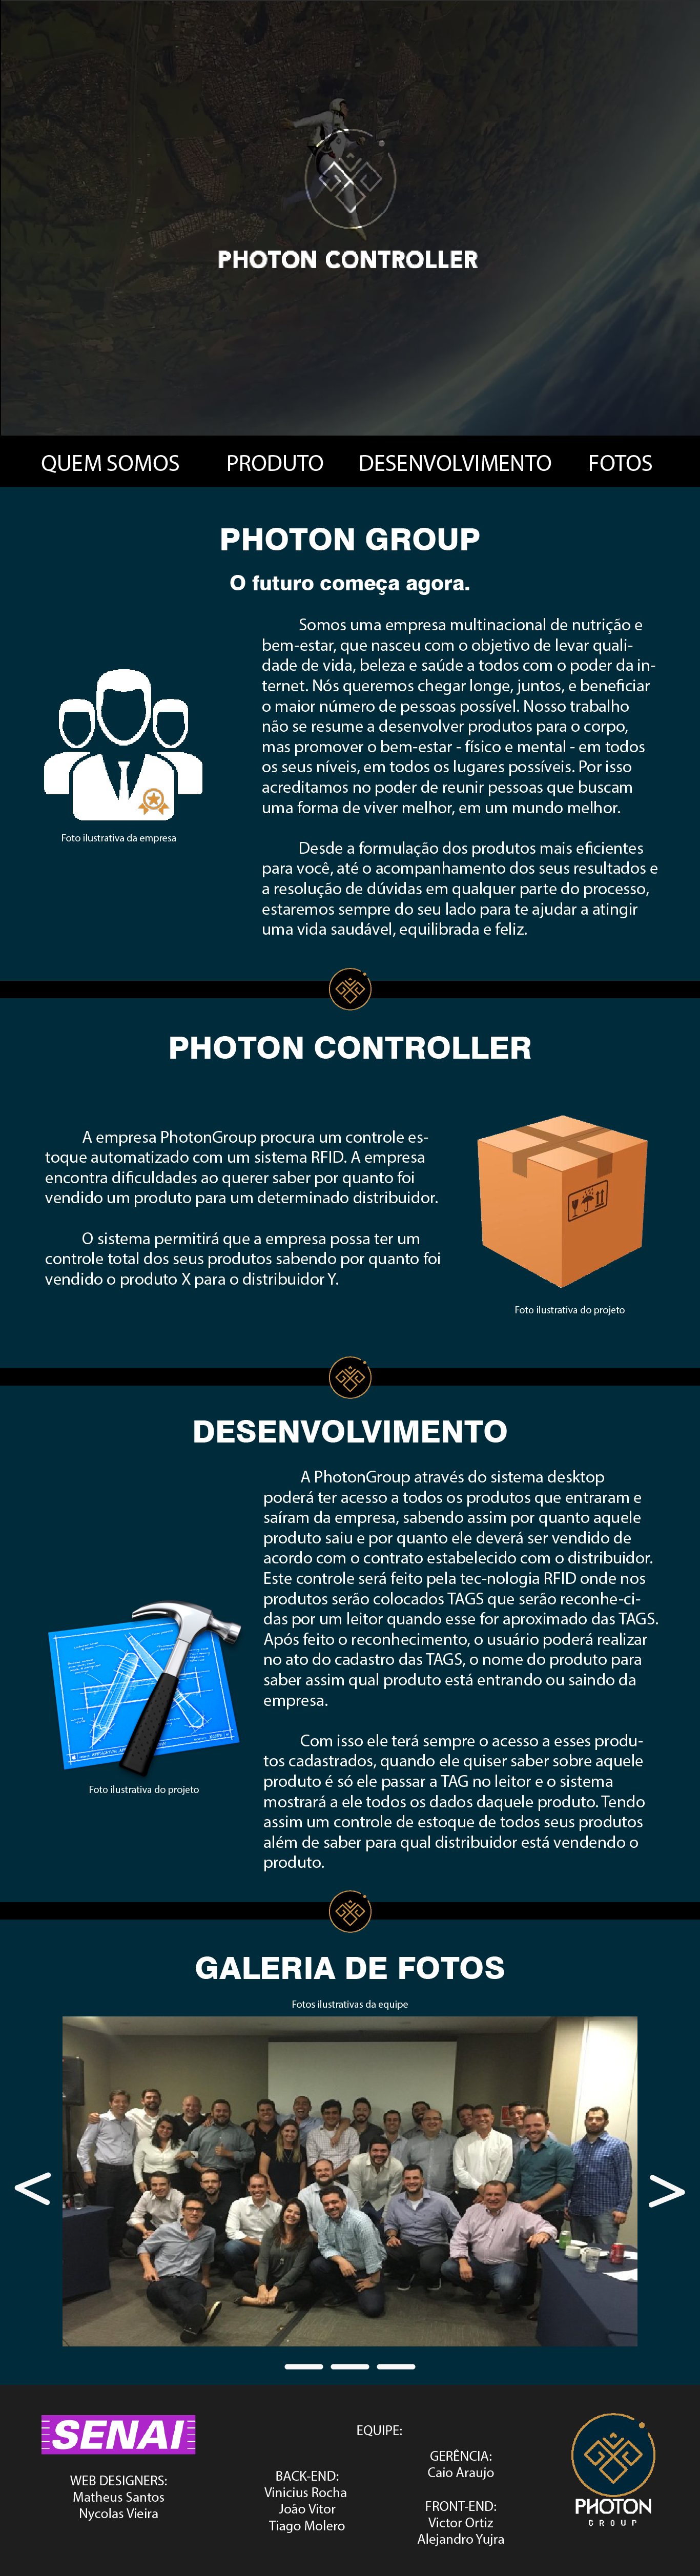 PHOTON CONTROLLER
QUEM SOMOS PRODUTO DESENVOLVIMENTO FOTOS
PHOTON GROUP
O futuro começa agora.
Somos uma empresa multinacional de nutrição e
bem-estar, que nasceu com o objetivo de levar quali-
dade de vida, beleza e saúde a todos com o poder da in-
ternet. Nós queremos chegar longe, juntos, e beneficiar
o maior número de pessoas possível. Nosso trabalho
não se resume a desenvolver produtos para o corpo,
mas promover o bem-estar - físico e mental - em todos
os seus níveis, em todos os lugares possíveis. Por isso
acreditamos no poder de reunir pessoas que buscam
uma forma de viver melhor, em um mundo melhor.
Foto ilustrativa da empresa
Desde a formulação dos produtos mais eficientes
para você, até o acompanhamento dos seus resultados e
a resolução de dúvidas em qualquer parte do processo,
estaremos sempre do seu lado para te ajudar a atingir
uma vida saudável, equilibrada e feliz.
PHOTON CONTROLLER
A empresa PhotonGroup procura um controle es-
toque automatizado com um sistema RFID. A empresa
encontra dificuldades ao querer saber por quanto foi
vendido um produto para um determinado distribuidor.
O sistema permitirá que a empresa possa ter um
controle total dos seus produtos sabendo por quanto foi
vendido o produto X para o distribuidor Y.
Foto ilustrativa do projeto
DESENVOLVIMENTO
A PhotonGroup através do sistema desktop
poderá ter acesso a todos os produtos que entraram e
saíram da empresa, sabendo assim por quanto aquele
produto saiu e por quanto ele deverá ser vendido de
acordo com o contrato estabelecido com o distribuidor.
Este controle será feito pela tec-nologia RFID onde nos
produtos serão colocados TAGS que serão reconhe-ci-
das por um leitor quando esse for aproximado das TAGS.
Após feito o reconhecimento, o usuário poderá realizar
no ato do cadastro das TAGS, o nome do produto para
saber assim qual produto está entrando ou saindo da
empresa.
Com isso ele terá sempre o acesso a esses produ-
tos cadastrados, quando ele quiser saber sobre aquele
produto é só ele passar a TAG no leitor e o sistema
mostrará a ele todos os dados daquele produto. Tendo
assim um controle de estoque de todos seus produtos
além de saber para qual distribuidor está vendendo o
produto.
Foto ilustrativa do projeto
GALERIA DE FOTOS
Fotos ilustrativas da equipe
< >
SENAI
WEB DESIGNERS:
Matheus Santos
Nycolas Vieira
EQUIPE:
BACK-END:
Vinicius Rocha
João Vitor
Tiago Molero
GERÊNCIA:
Caio Araujo
FRONT-END:
Victor Ortiz
Alejandro Yujra
PHOTON
GROUP